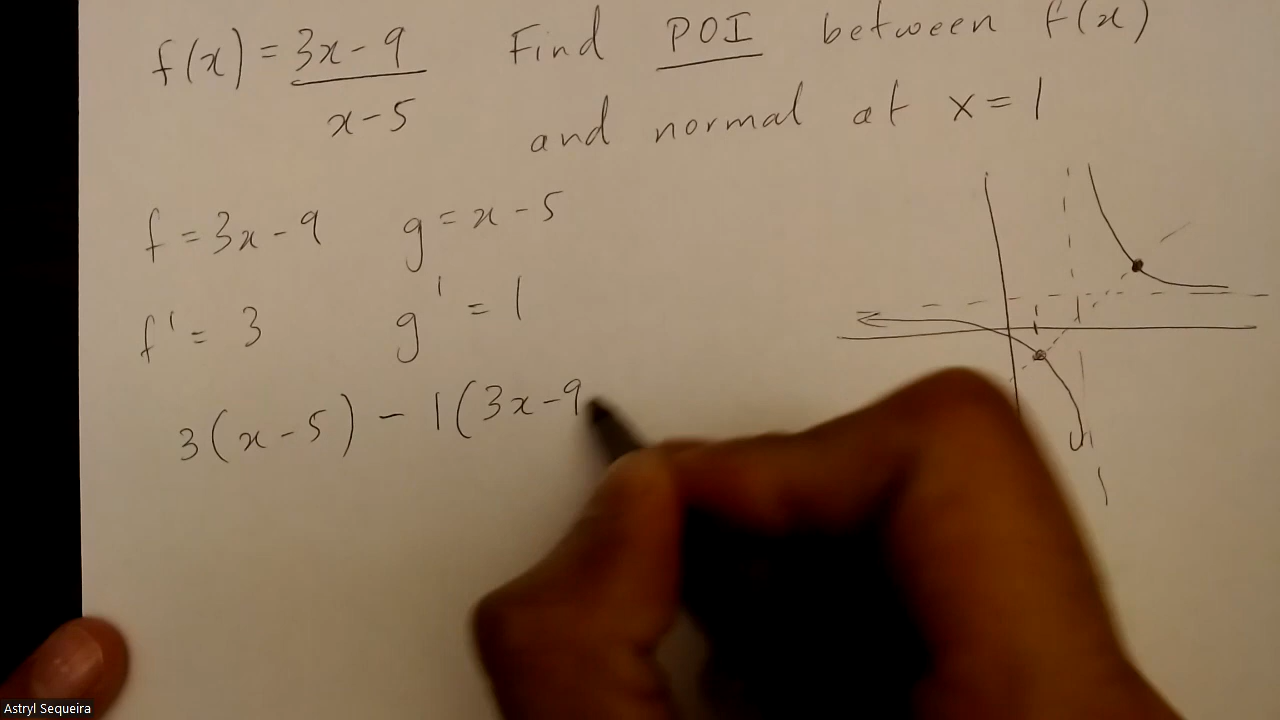 f(x) = 3x - 9
x - 5
Find POI between f(x)
and normal at x = 1
f = 3x - 9 g = x - 5
f' = 3 g' = 1
3(x - 5) - 1(3x - 9
Astryl Sequeira